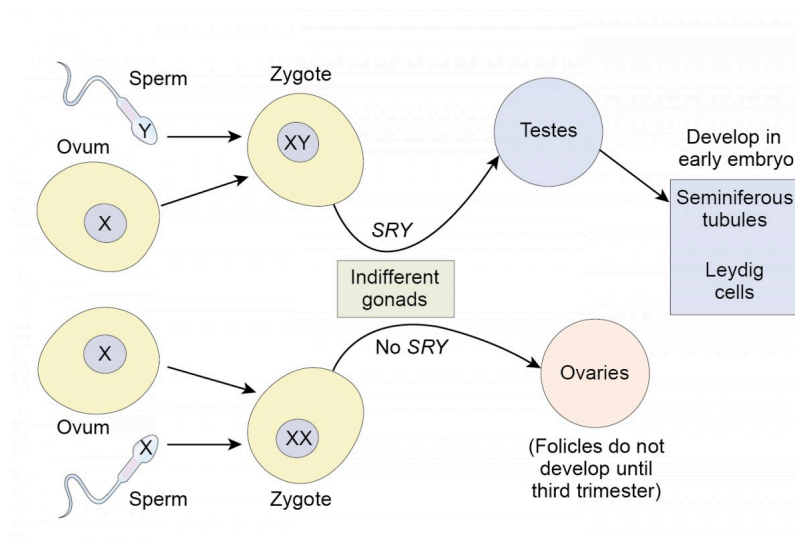 Sperm
Y
Ovum
X
Zygote
XY
SRY
Testes
Develop in
early embryo
Seminiferous
tubules
Leydig
cells
Indifferent
gonads
X
Ovum
X
Sperm
XX
Zygote
No SRY
Ovaries
(Follicles do not
develop until
third trimester)